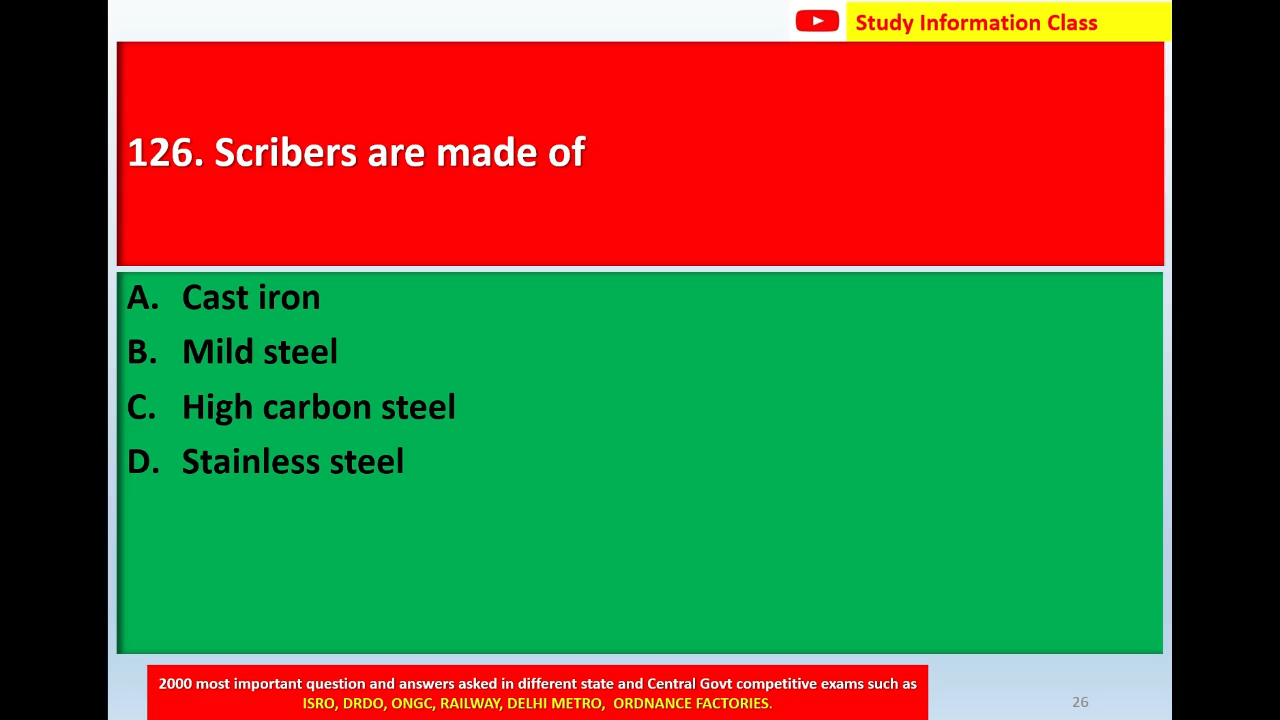 Study Information Class
126. Scribers are made of
A. Cast iron
B. Mild steel
C. High carbon steel
D. Stainless steel
2000 most important question and answers asked in different state and Central Govt competitive exams such as
ISRO, DRDO, ONGC, RAILWAY, DELHI METRO, ORDNANCE FACTORIES.
26